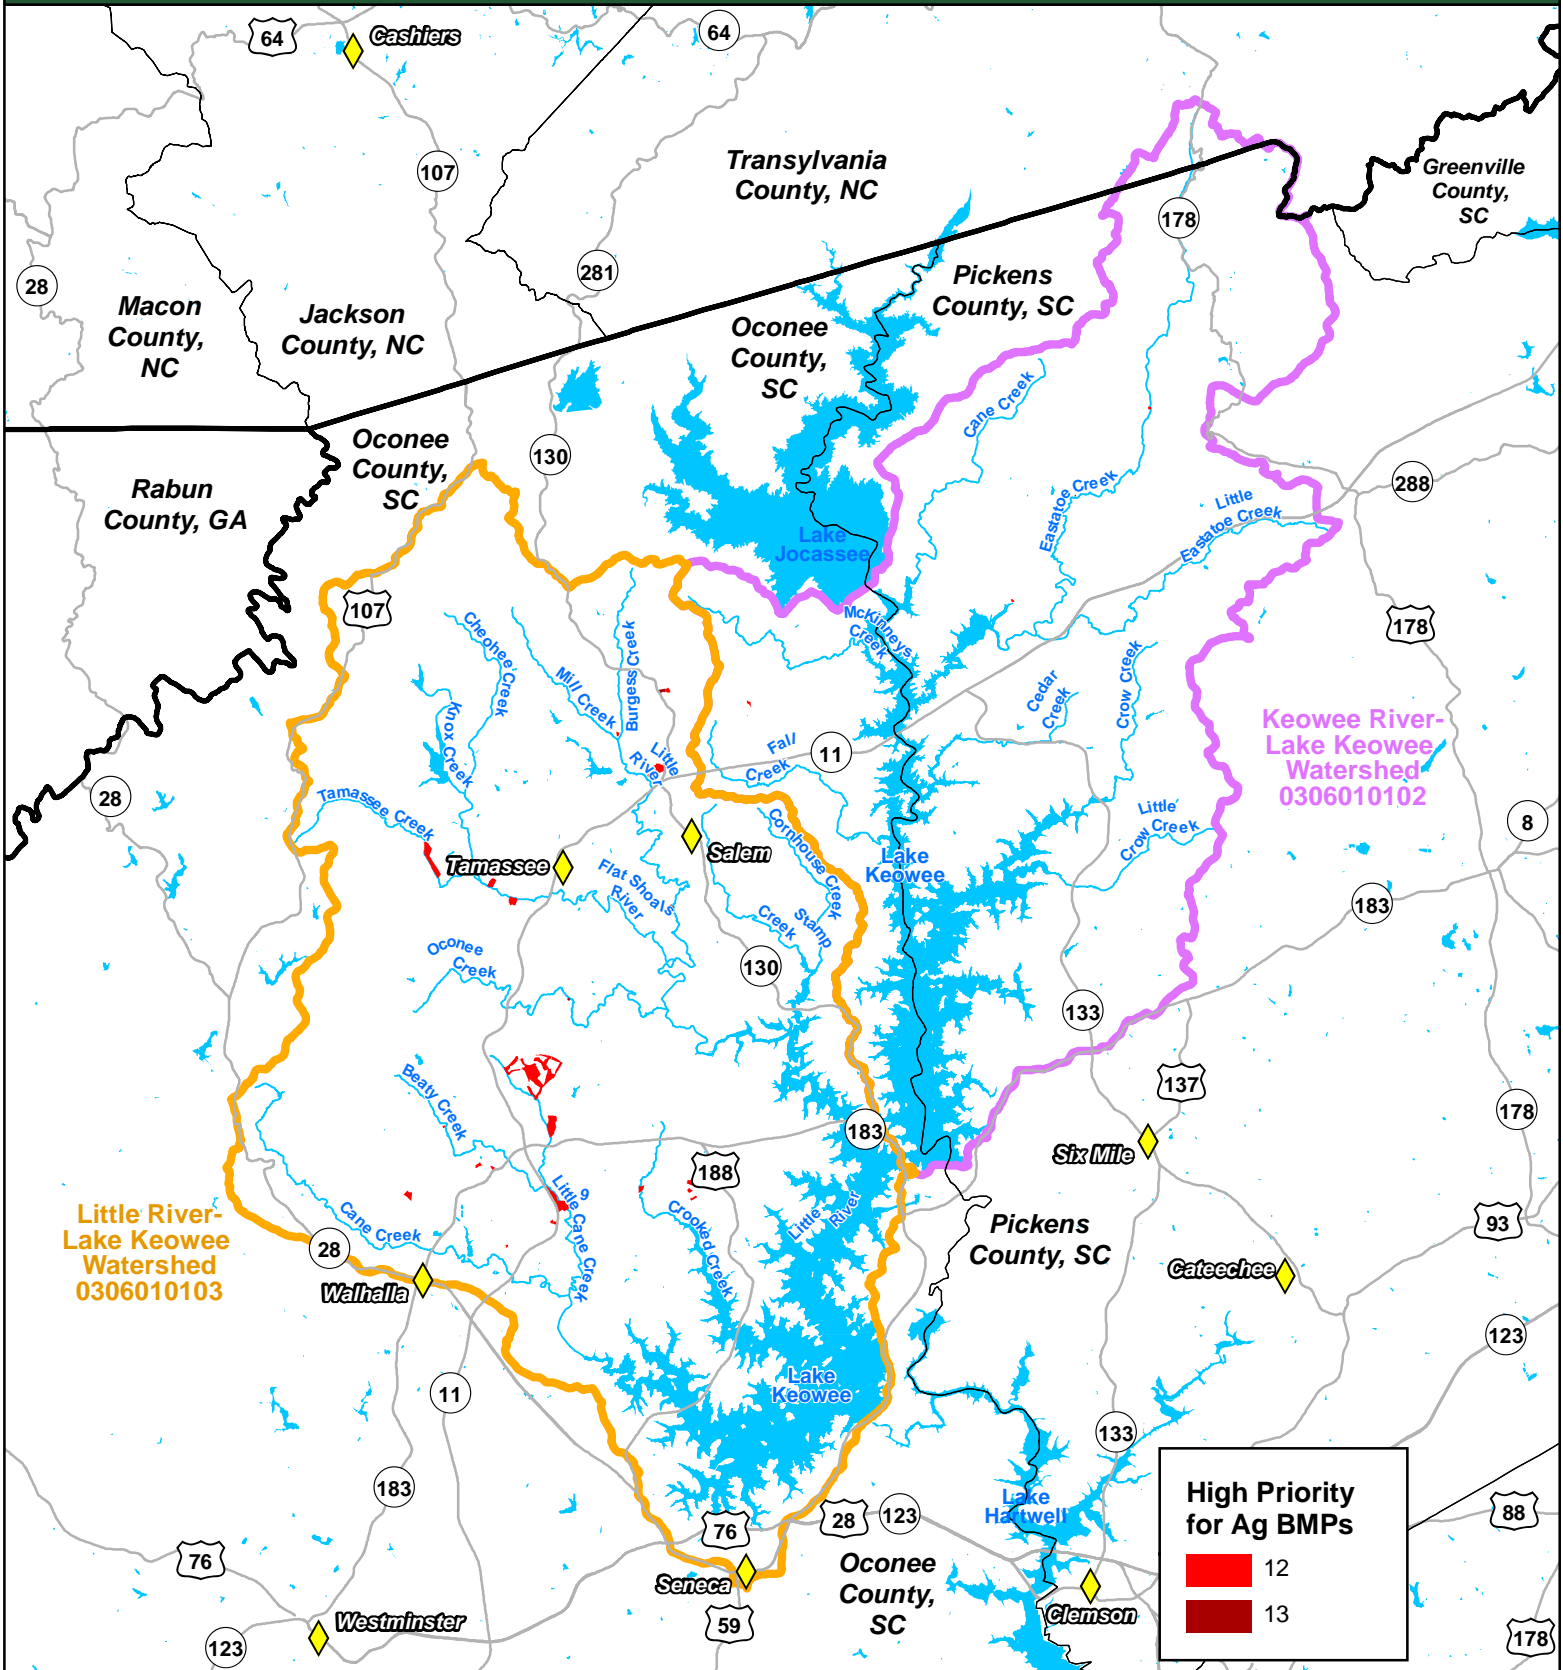 64
Cashiers
64
107
Transylvania
County, NC
Greenville
County,
SC
178
28
281
Macon
County,
NC
Jackson
County, NC
Pickens
County, SC
Oconee
County,
SC
Cane Creek
Oconee
County,
SC
130
Rabun
County, GA
288
Eastatoe Creek
Little
Eastatoe Creek
Lake
Jocassee
107
178
McKinneys
Creek
Cheohee Creek
Mill Creek
Burgess Creek
Knox Creek
Cedar
Creek
Crow Creek
Keowee River-
Lake Keowee
Watershed
0306010102
Little
River
Fall
Creek
11
28
Tamassee Creek
Little
Crow Creek
8
Tamassee
Salem
Cornhouse Creek
Lake
Keowee
Flat Shoals
River
Stamp
Creek
183
Oconee
Creek
130
133
Beaty Creek
137
178
183
Six Mile
188
Little River-
Lake Keowee
Watershed
0306010103
Cane Creek
9
Little Cane Creek
Crooked Creek
Little
River
Pickens
County, SC
93
28
Walhalla
Cateechee
123
Lake
Keowee
11
133
183
Lake
Hartwell
High Priority
for Ag BMPs
12
13
76
28
123
88
76
Oconee
County,
SC
Seneca
59
Clemson
Westminster
123
178